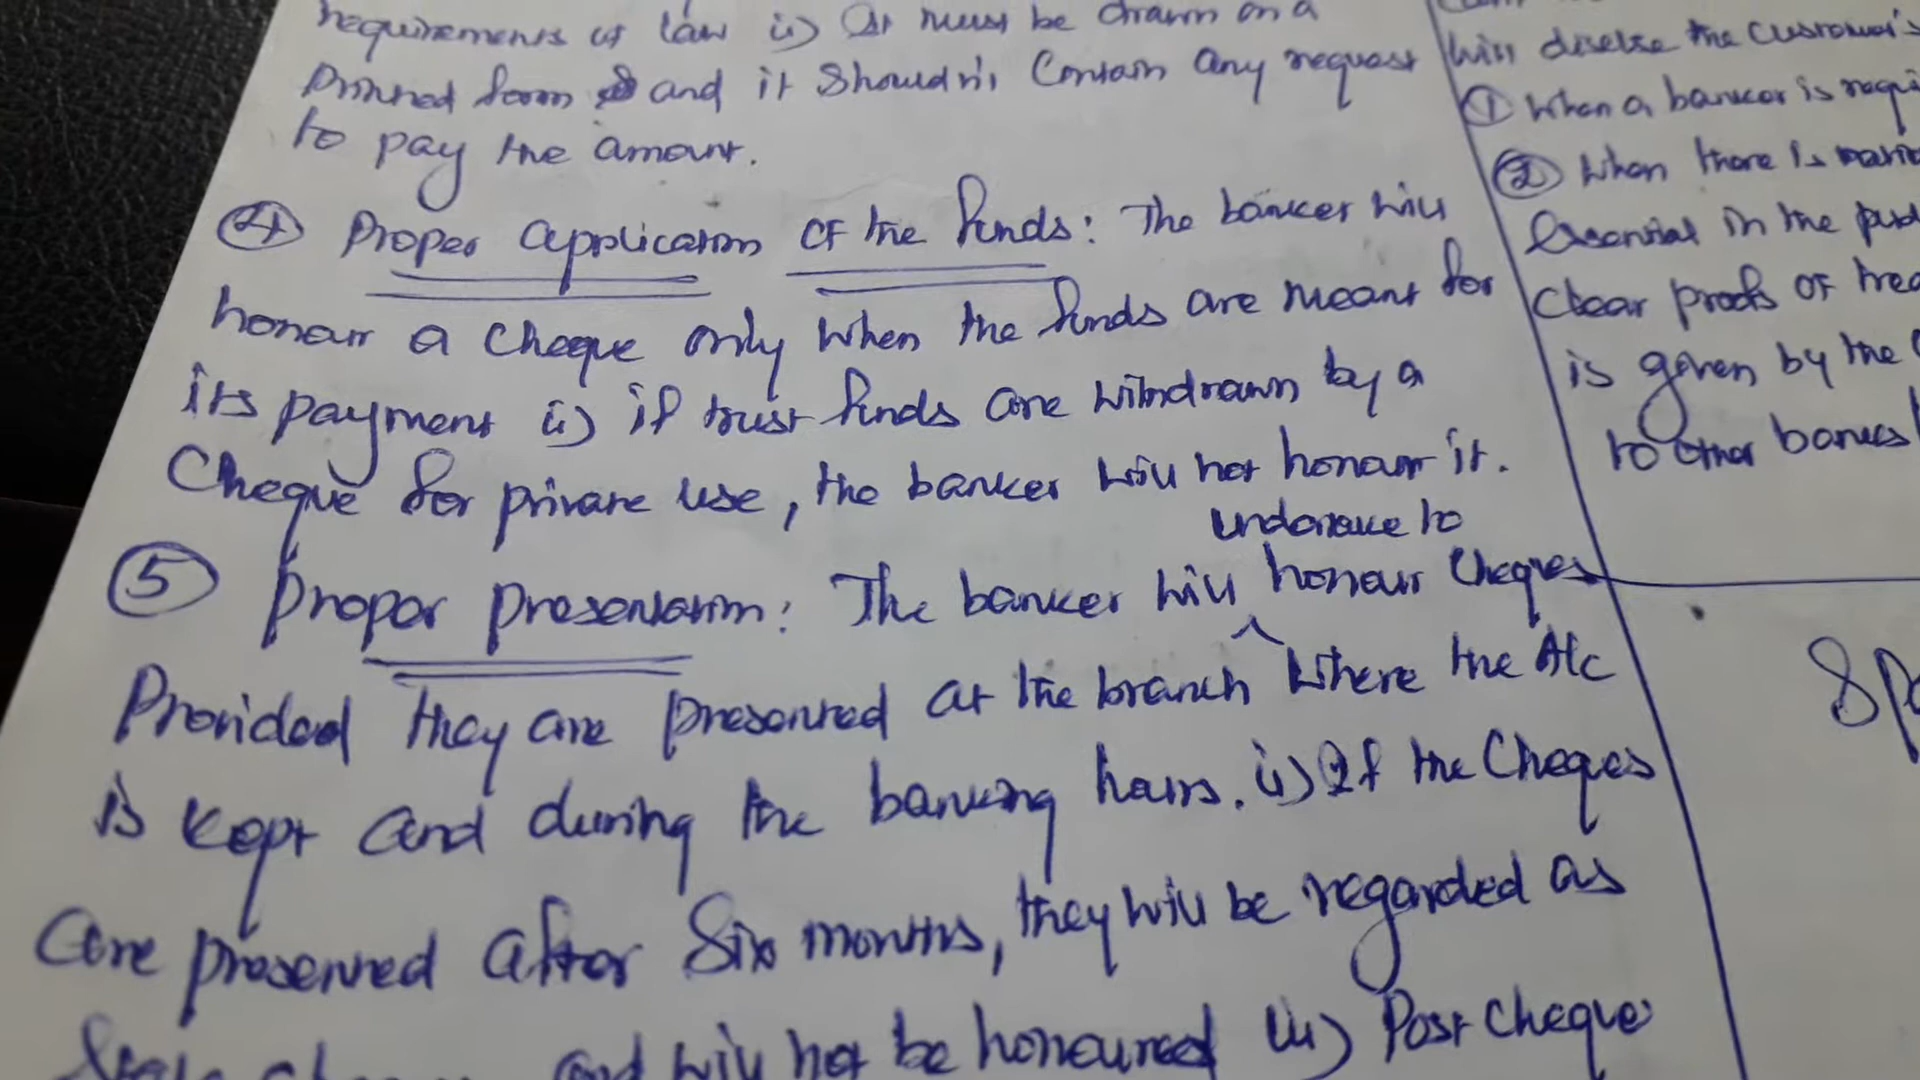 requirements of law ii) It must be drawn on a
Printed form and it Shouldn't Contain any request
to pay the amount.
④ Proper application OF the funds: The banker will
honour a cheque only when the funds are meant for
its payment ii) if trust funds are withdrawn by a
Cheque for private use, the banker will not honour it.
undertake to
⑤ Proper presentation: The banker will ^ honour Cheques
Provided they are presented at the branch where the A/c
is kept and during the banking hours. ii) If the Cheques
are presented after Six months, they will be regarded as
and will not be honoured iii) Post cheque
will the customer's
① When a banker is
② When there is
in the
Clear proofs OF
is given by the
to other banks